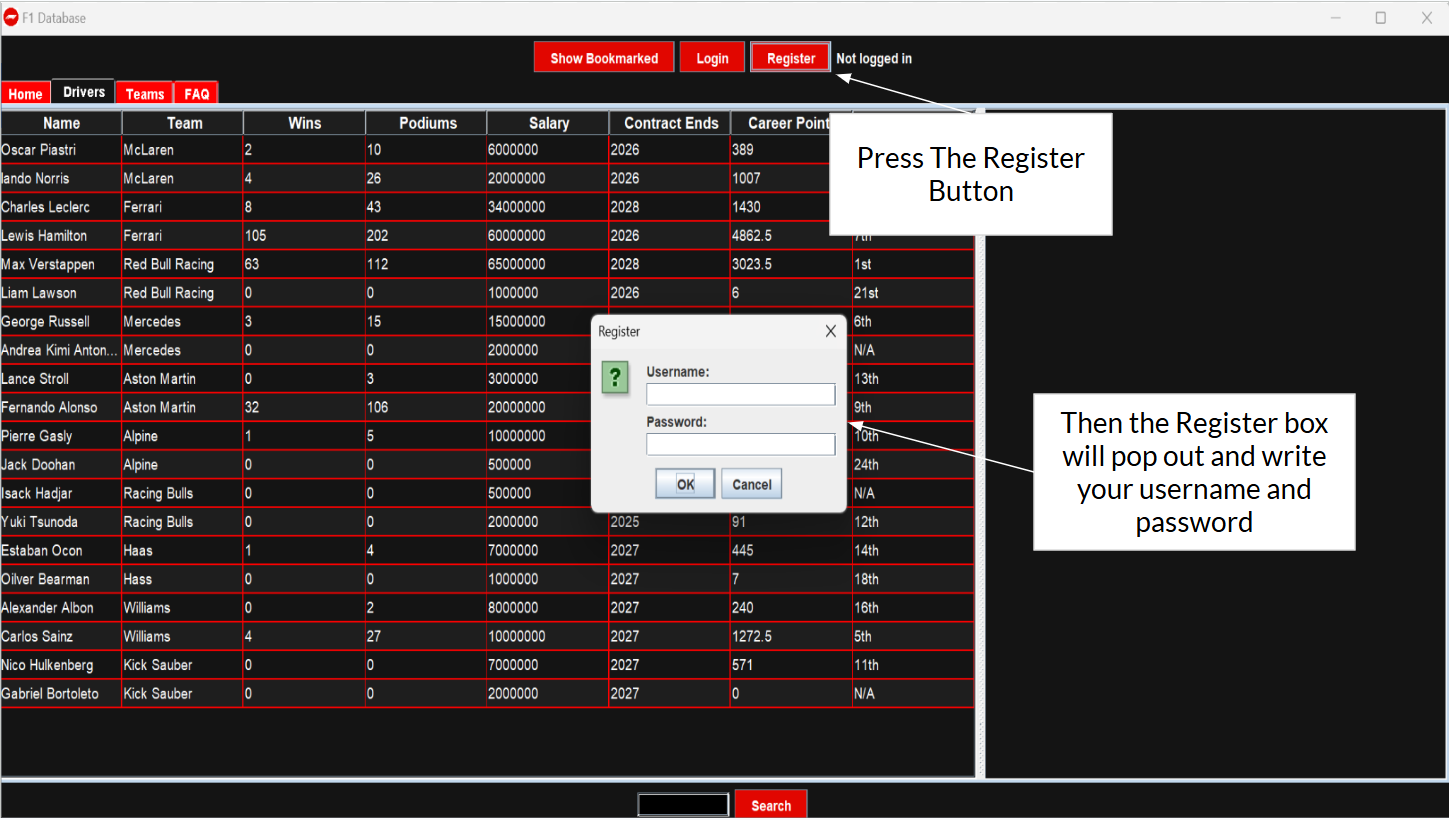 F1 Database
Show Bookmarked Login Register Not logged in
Home Drivers Teams FAQ
Name Team Wins Podiums Salary Contract Ends Career Point
Oscar Piastri McLaren 2 10 6000000 2026 389
lando Norris McLaren 4 26 20000000 2026 1007
Charles Leclerc Ferrari 8 43 34000000 2028 1430
Lewis Hamilton Ferrari 105 202 60000000 2026 4862.5 7th
Max Verstappen Red Bull Racing 63 112 65000000 2028 3023.5 1st
Liam Lawson Red Bull Racing 0 0 1000000 2026 6 21st
George Russell Mercedes 3 15 15000000 6th
Andrea Kimi Anton... Mercedes 0 0 2000000 N/A
Lance Stroll Aston Martin 0 3 3000000 13th
Fernando Alonso Aston Martin 32 106 20000000 9th
Pierre Gasly Alpine 1 5 10000000 10th
Jack Doohan Alpine 0 0 500000 24th
Isack Hadjar Racing Bulls 0 0 500000 N/A
Yuki Tsunoda Racing Bulls 0 0 2000000 2025 91 12th
Estaban Ocon Haas 1 4 7000000 2027 445 14th
Oilver Bearman Hass 0 0 1000000 2027 7 18th
Alexander Albon Williams 0 2 8000000 2027 240 16th
Carlos Sainz Williams 4 27 10000000 2027 1272.5 5th
Nico Hulkenberg Kick Sauber 0 0 7000000 2027 571 11th
Gabriel Bortoleto Kick Sauber 0 0 2000000 2027 0 N/A
Press The Register
Button
Register
?
Username:
Password:
OK Cancel
Then the Register box
will pop out and write
your username and
password
Search